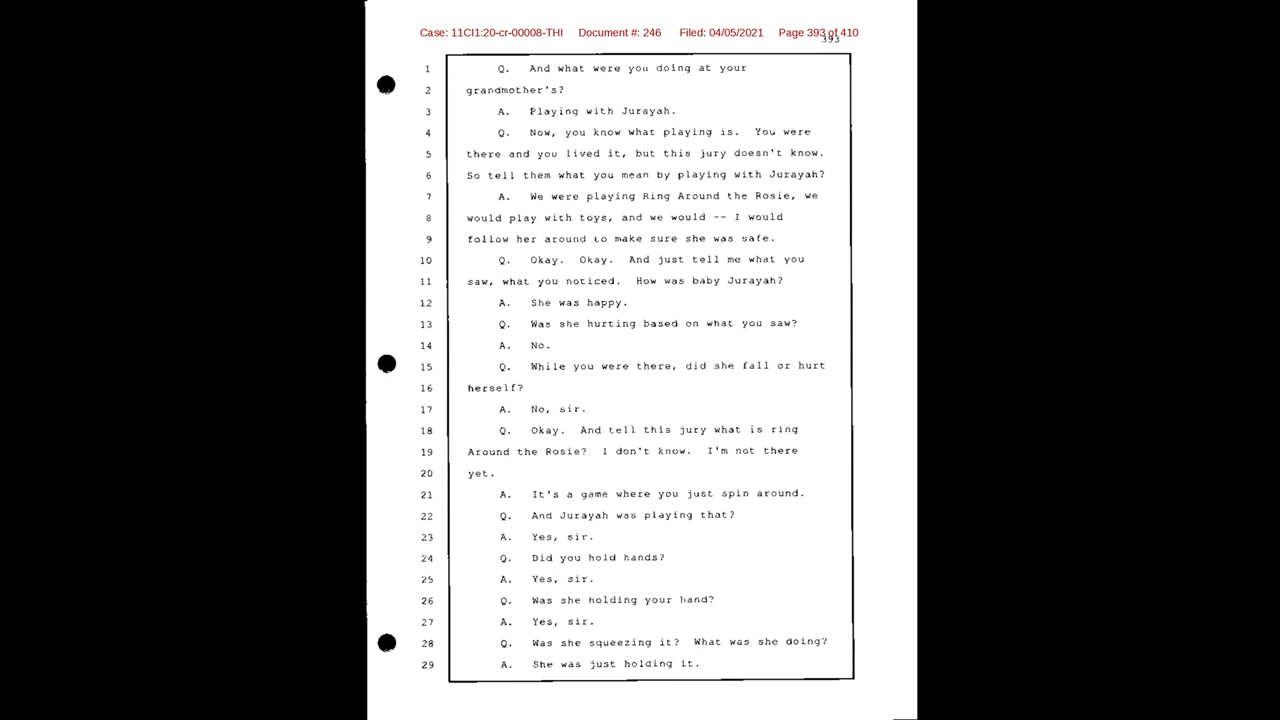 Case: 11CI1:20-cr-00008-THI Document #: 246 Filed: 04/05/2021 Page 393 of 410
393
1 Q. And what were you doing at your
2 grandmother's?
3 A. Playing with Jurayah.
4 Q. Now, you know what playing is. You were
5 there and you lived it, but this jury doesn't know.
6 So tell them what you mean by playing with Jurayah?
7 A. We were playing Ring Around the Rosie, we
8 would play with toys, and we would -- I would
9 follow her around to make sure she was safe.
10 Q. Okay. Okay. And just tell me what you
11 saw, what you noticed. How was baby Jurayah?
12 A. She was happy.
13 Q. Was she hurting based on what you saw?
14 A. No.
15 Q. While you were there, did she fall or hurt
16 herself?
17 A. No, sir.
18 Q. Okay. And tell this jury what is ring
19 Around the Rosie? I don't know. I'm not there
20 yet.
21 A. It's a game where you just spin around.
22 Q. And Jurayah was playing that?
23 A. Yes, sir.
24 Q. Did you hold hands?
25 A. Yes, sir.
26 Q. Was she holding your hand?
27 A. Yes, sir.
28 Q. Was she squeezing it? What was she doing?
29 A. She was just holding it.